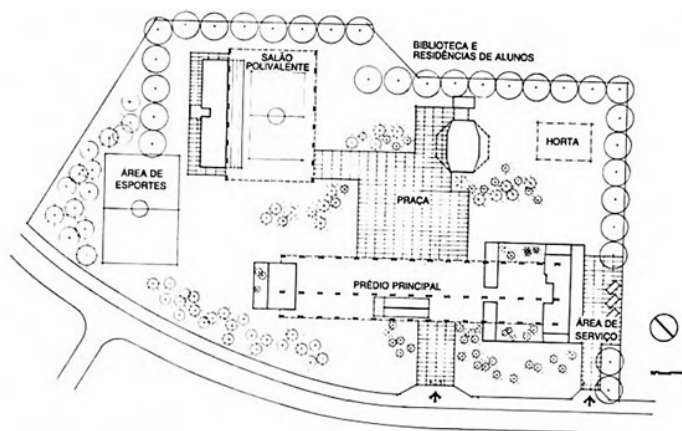 SALÃO
POLIVALENTE
BIBLIOTECA E
RESIDÊNCIAS DE ALUNOS
HORTA
ÁREA DE
ESPORTES
PRAÇA
PRÉDIO PRINCIPAL
ÁREA DE
SERVIÇO